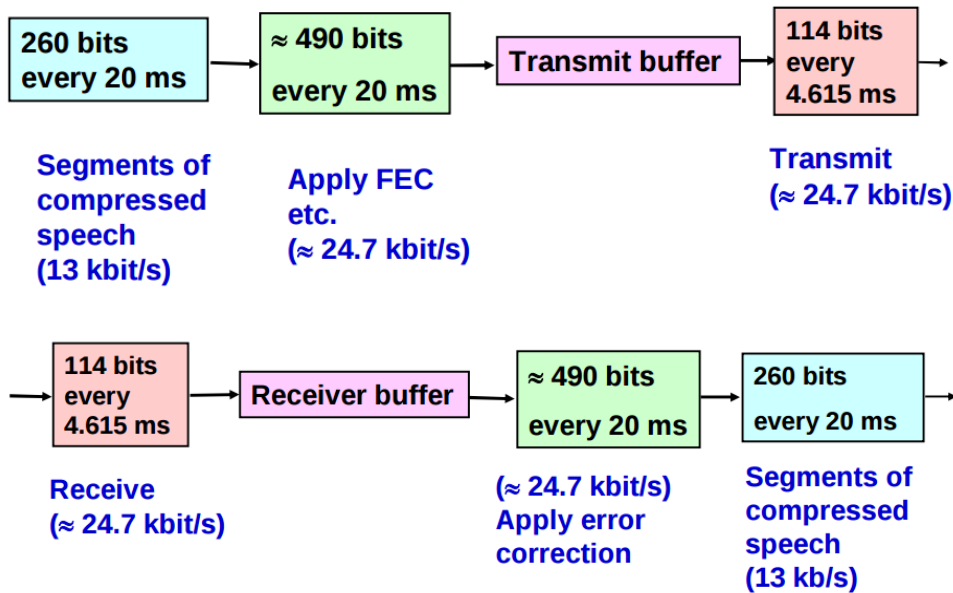 260 bits
every 20 ms
≈ 490 bits
every 20 ms
Transmit buffer
114 bits
every
4.615 ms
Segments of
compressed
speech
(13 kbit/s)
Apply FEC
etc.
(≈ 24.7 kbit/s)
Transmit
(≈ 24.7 kbit/s)
114 bits
every
4.615 ms
Receiver buffer
≈ 490 bits
every 20 ms
260 bits
every 20 ms
Receive
(≈ 24.7 kbit/s)
(≈ 24.7 kbit/s)
Apply error
correction
Segments of
compressed
speech
(13 kb/s)